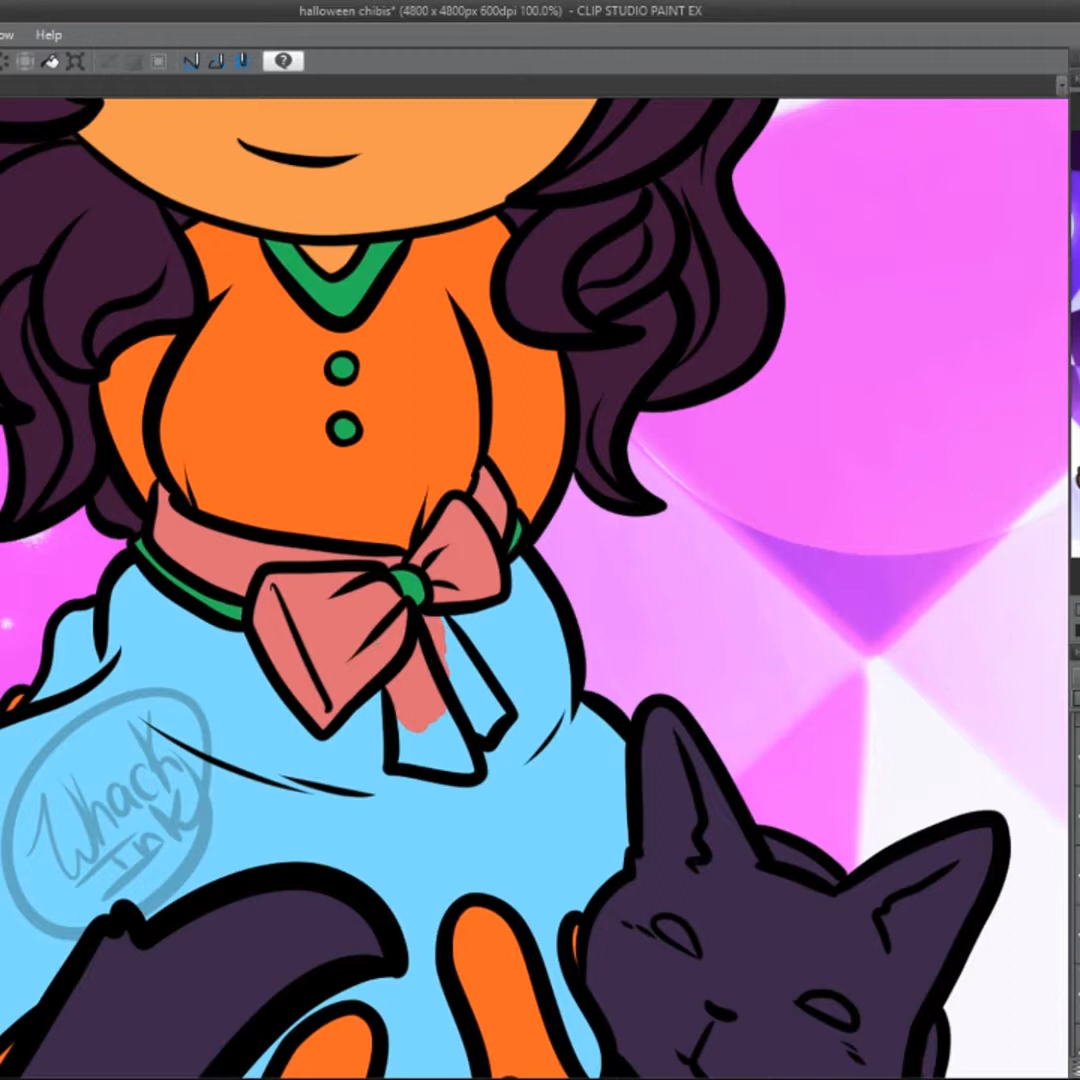 halloween chibis* (4800 x 4800px 600dpi 100.0%) - CLIP STUDIO PAINT EX
ow Help
Whack
Ink